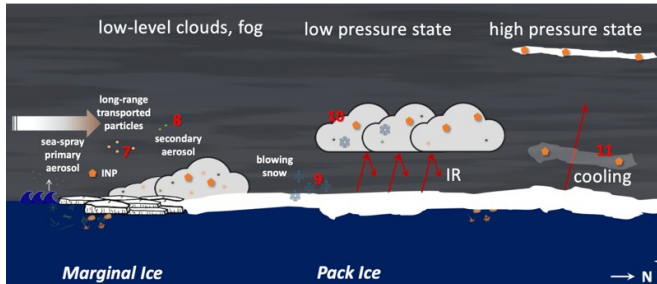 low-level clouds, fog
low pressure state
high pressure state
long-range
transported
particles
8
7
secondary
aerosol
sea-spray
primary
aerosol
INP
blowing
snow
9
10
IR
11
cooling
Marginal Ice
Pack Ice
N